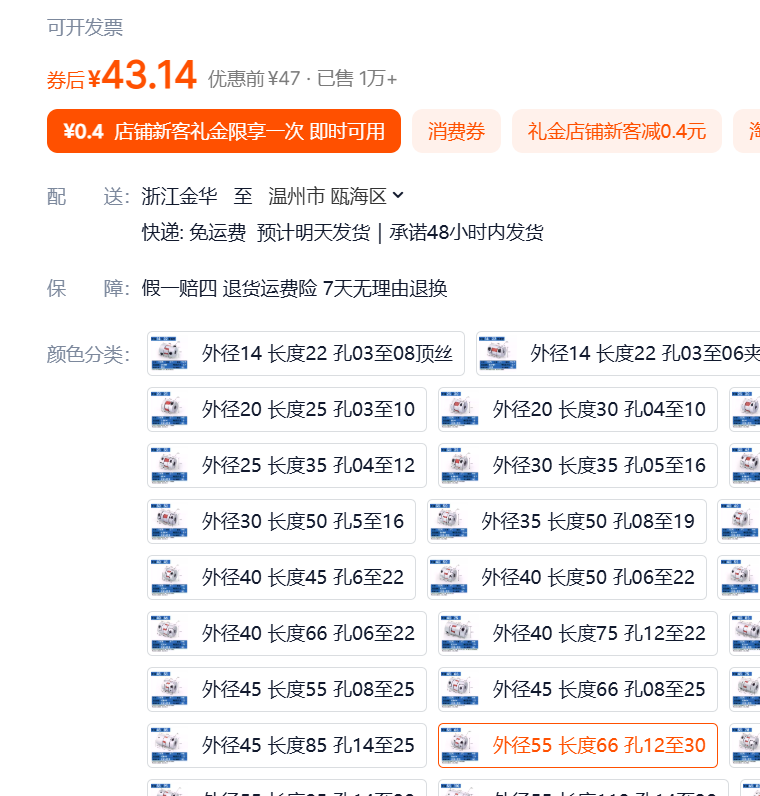 可开发票
券后¥43.14 优惠前¥47 · 已售 1万+
¥0.4 店铺新客礼金限享一次 即时可用 消费券 礼金店铺新客减0.4元
配 送: 浙江金华 至 温州市 瓯海区
快递: 免运费 预计明天发货 | 承诺48小时内发货
保 障: 假一赔四 退货运费险 7天无理由退换
颜色分类: 外径14 长度22 孔03至08顶丝 外径14 长度22 孔03至06夹
外径20 长度25 孔03至10 外径20 长度30 孔04至10
外径25 长度35 孔04至12 外径30 长度35 孔05至16
外径30 长度50 孔5至16 外径35 长度50 孔08至19
外径40 长度45 孔6至22 外径40 长度50 孔06至22
外径40 长度66 孔06至22 外径40 长度75 孔12至22
外径45 长度55 孔08至25 外径45 长度66 孔08至25
外径45 长度85 孔14至25 外径55 长度66 孔12至30